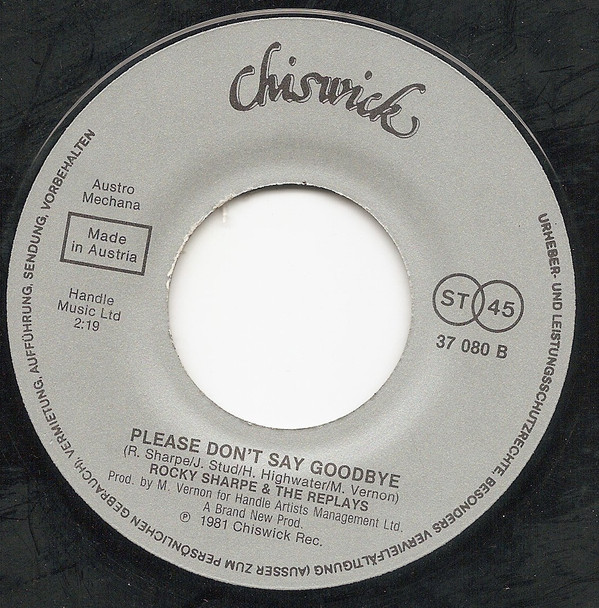 chiswick
Austro
Mechana
Made
in Austria
Handle
Music Ltd
2:19
ST 45
37 080 B
PLEASE DON'T SAY GOODBYE
(R. Sharpe/J. Stud/H. Highwater/M. Vernon)
ROCKY SHARPE & THE REPLAYS
Prod. by M. Vernon for Handle Artists Management Ltd.
A Brand New Prod.
℗ 1981 Chiswick Rec.
URHEBER- UND LEISTUNGSSCHUTZRECHTE, BESONDERS VERVIELFÄLTIGUNG (AUSSER ZUM PERSÖNLICHEN GEBRAUCH), VERMIETUNG, AUFFÜHRUNG, SENDUNG, VORBEHALTEN